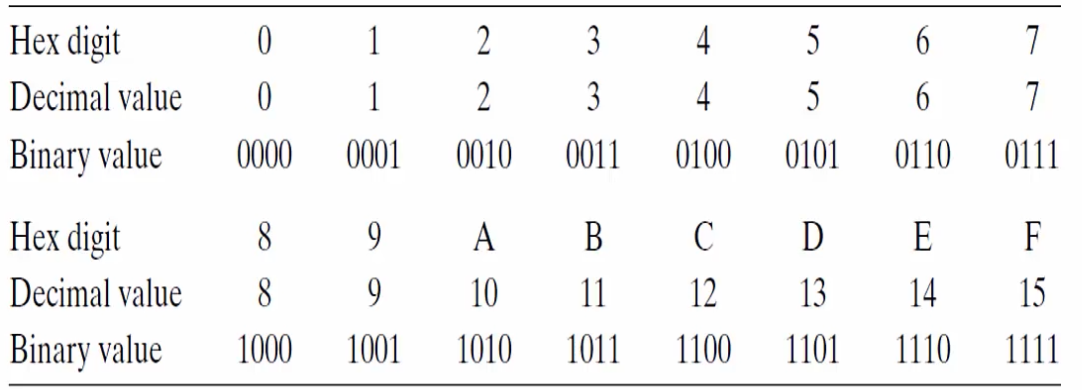 Hex digit 0 1 2 3 4 5 6 7
Decimal value 0 1 2 3 4 5 6 7
Binary value 0000 0001 0010 0011 0100 0101 0110 0111
Hex digit 8 9 A B C D E F
Decimal value 8 9 10 11 12 13 14 15
Binary value 1000 1001 1010 1011 1100 1101 1110 1111